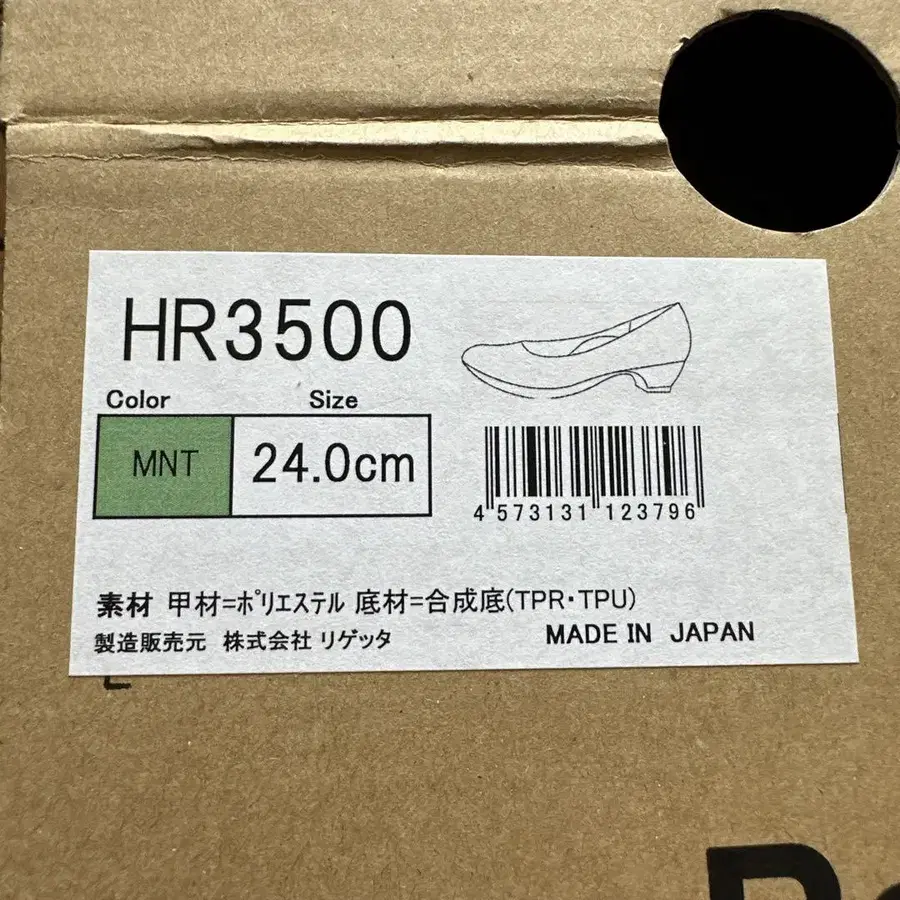 HR3500
Color Size
MNT 24.0cm
4 573131 123796
素材 甲材=ポリエステル 底材=合成底(TPR・TPU)
製造販売元 株式会社 リゲッタ MADE IN JAPAN